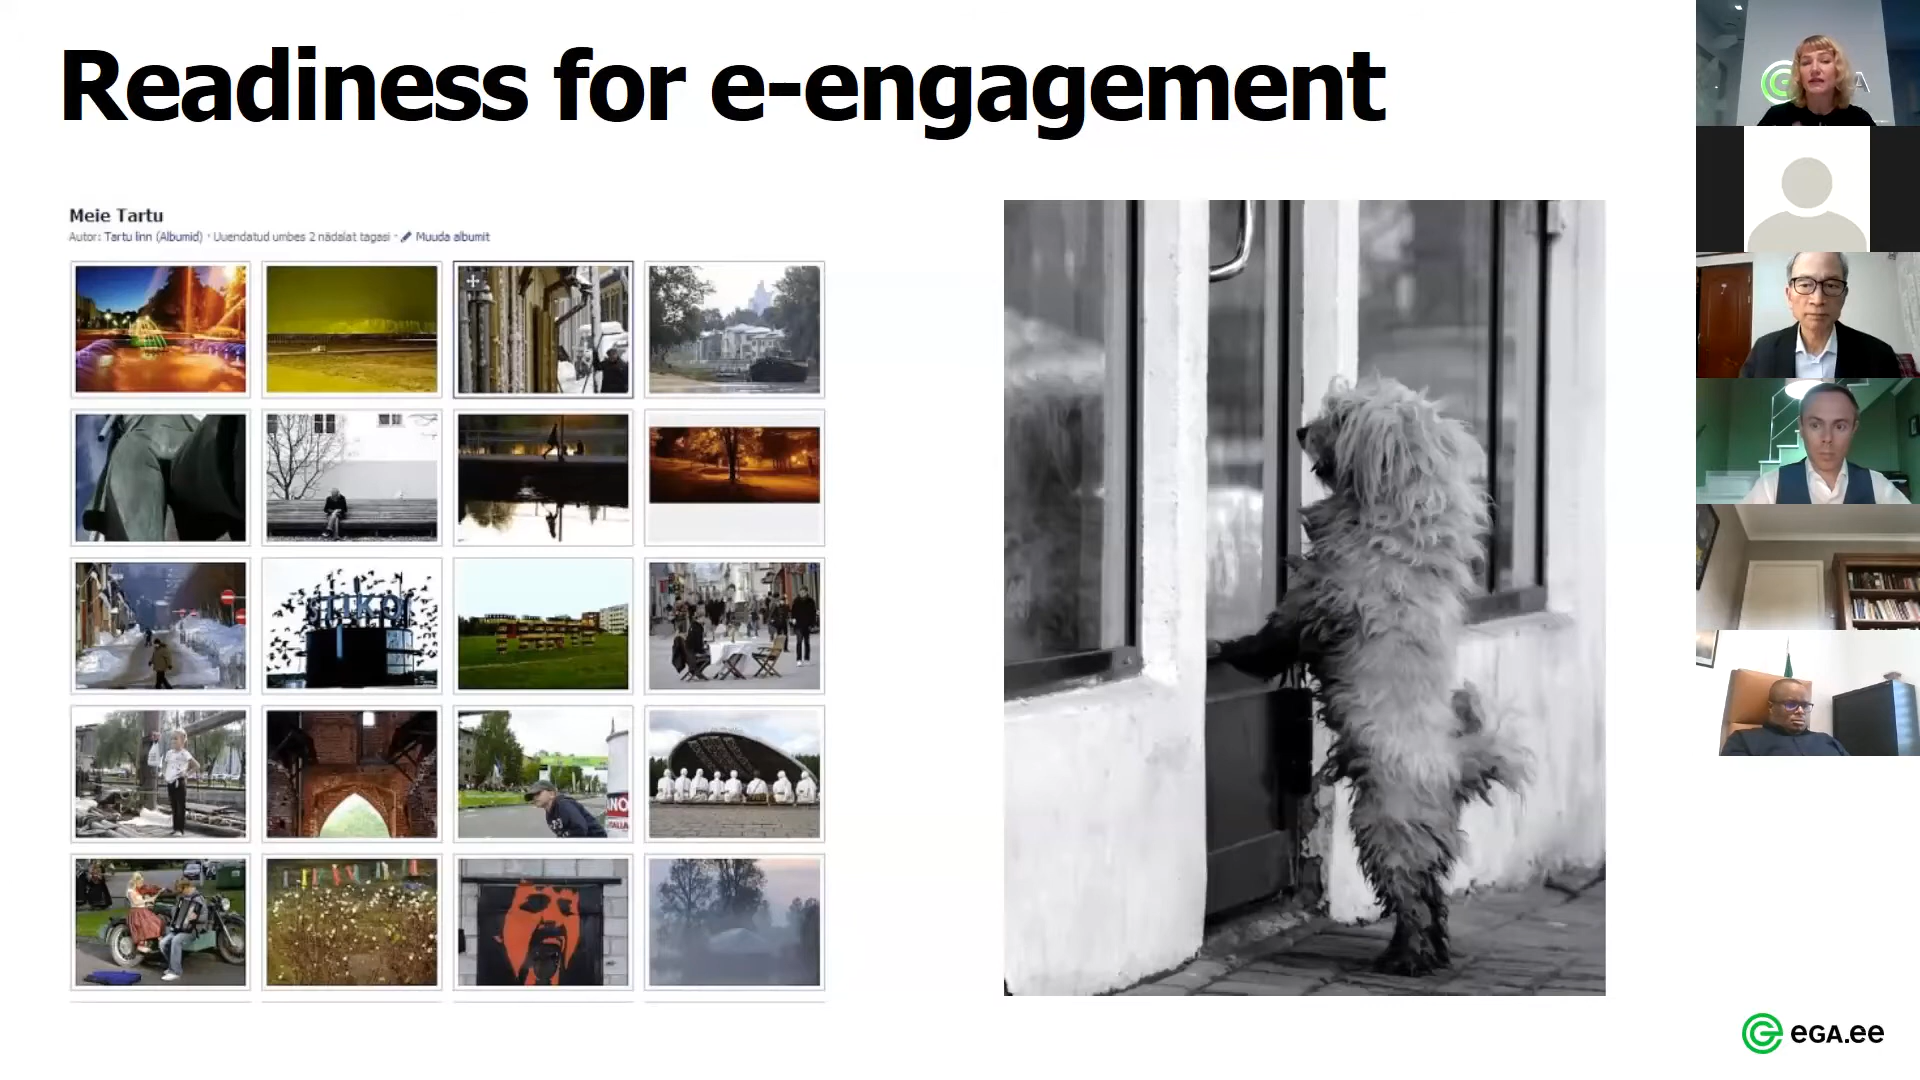 Readiness for e-engagement
Meie Tartu
Autor: Tartu linn (Albumid) · Uuendatud umbes 2 nädalat tagasi · Muuda albumit
eGA.ee